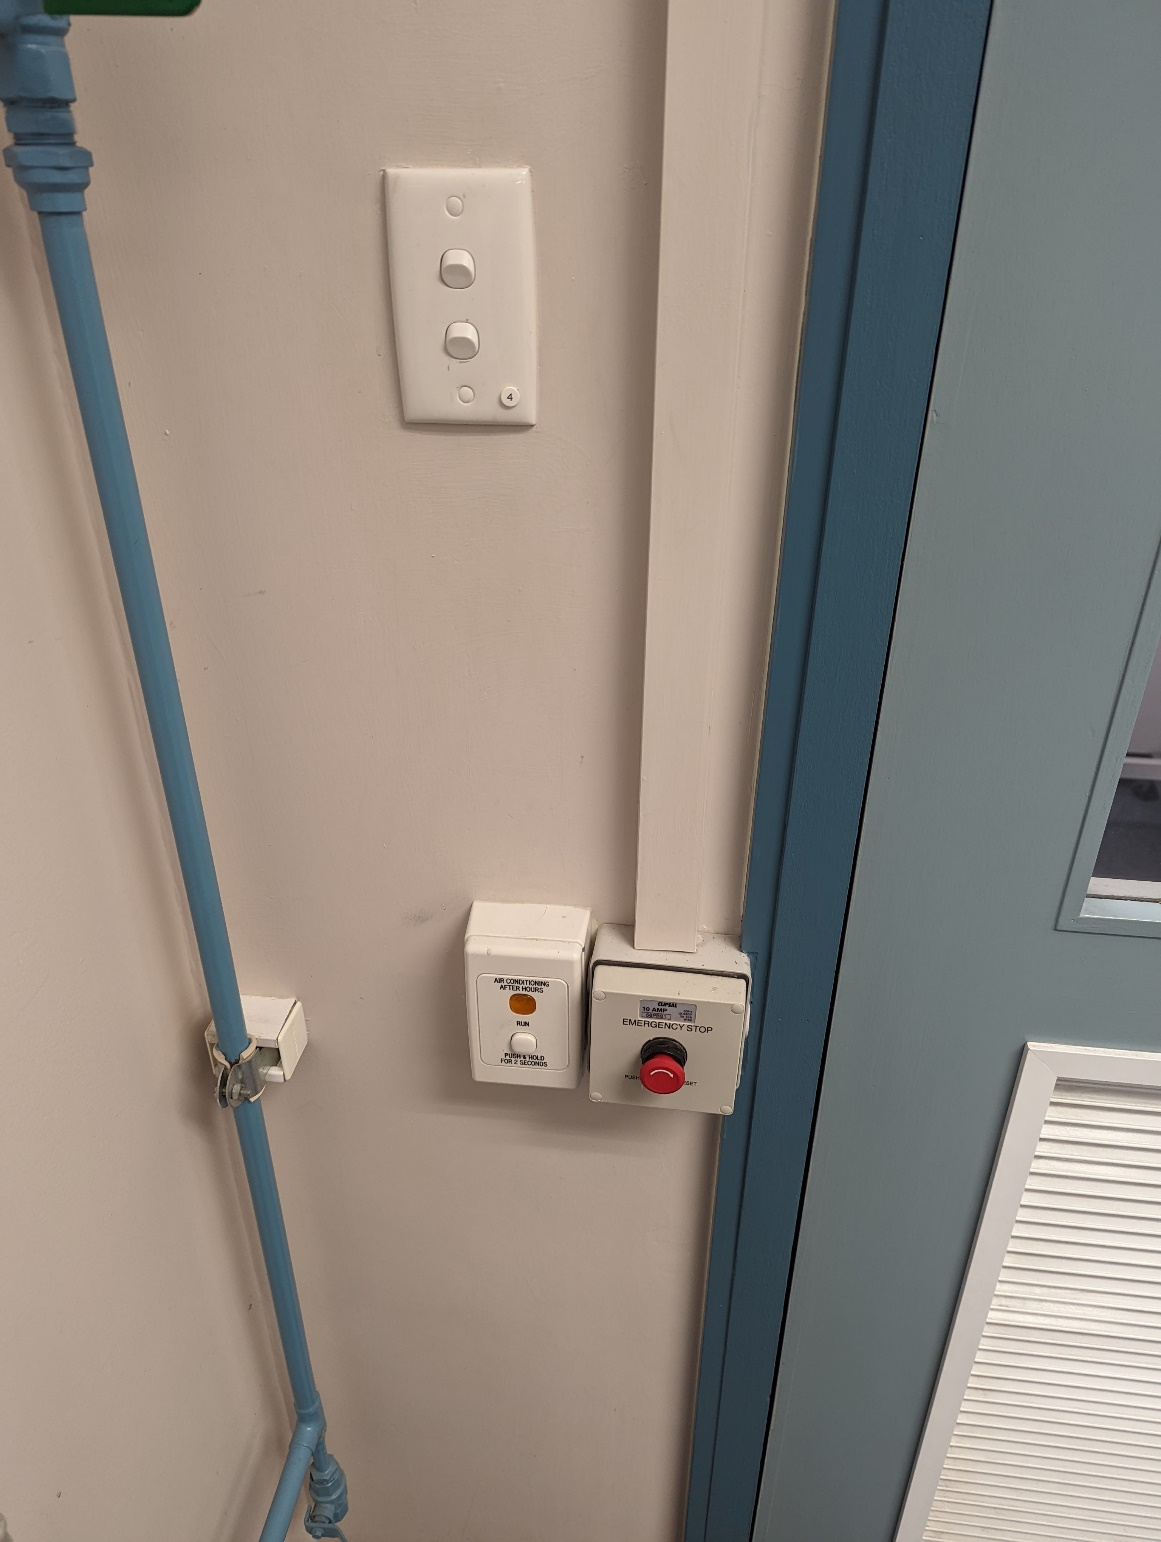 4
AIR CONDITIONING
AFTER HOURS
RUN
PUSH & HOLD
FOR 2 SECONDS
CLIPSAL
10 AMP
EMERGENCY STOP